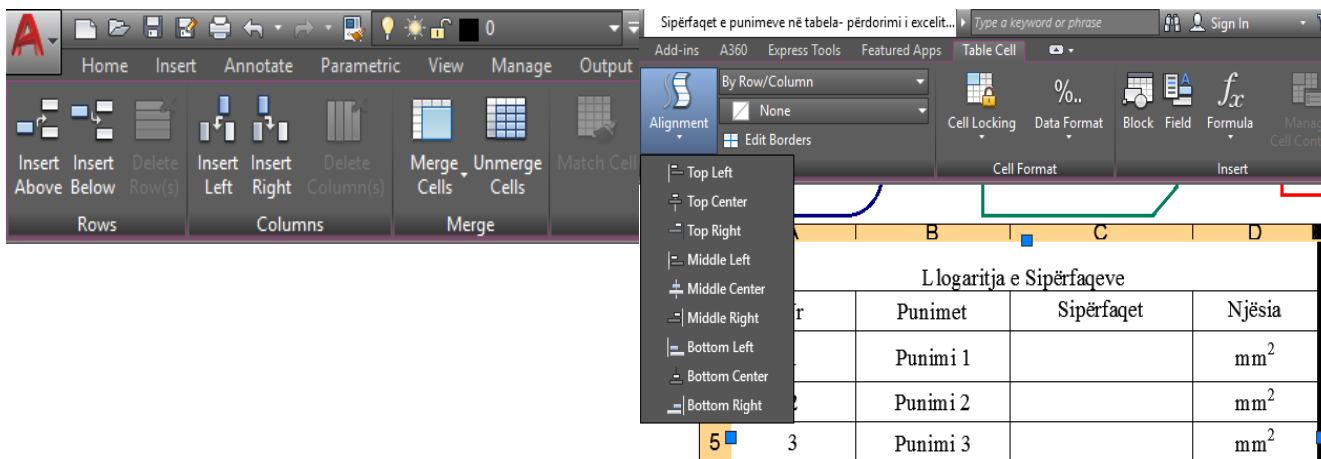 0
Home Insert Annotate Parametric View Manage Output
Insert Above
Insert Below
Delete Row(s)
Insert Left
Insert Right
Delete Column(s)
Merge Cells
Unmerge Cells
Match Cell
Rows Columns Merge
Sipërfaqet e punimeve në tabela- përdorimi i excelit... Type a keyword or phrase Sign In
Add-ins A360 Express Tools Featured Apps Table Cell
Alignment
By Row/Column
None
Edit Borders
Cell Locking
%..
Data Format
Block
Field
Formula
Cell Format Insert
Top Left
Top Center
Top Right
Middle Left
Middle Center
Middle Right
Bottom Left
Bottom Center
Bottom Right
B C D
Llogaritja e Sipërfaqeve
Punimet Sipërfaqet Njësia
Punimi 1 mm²
Punimi 2 mm²
5 3 Punimi 3 mm²